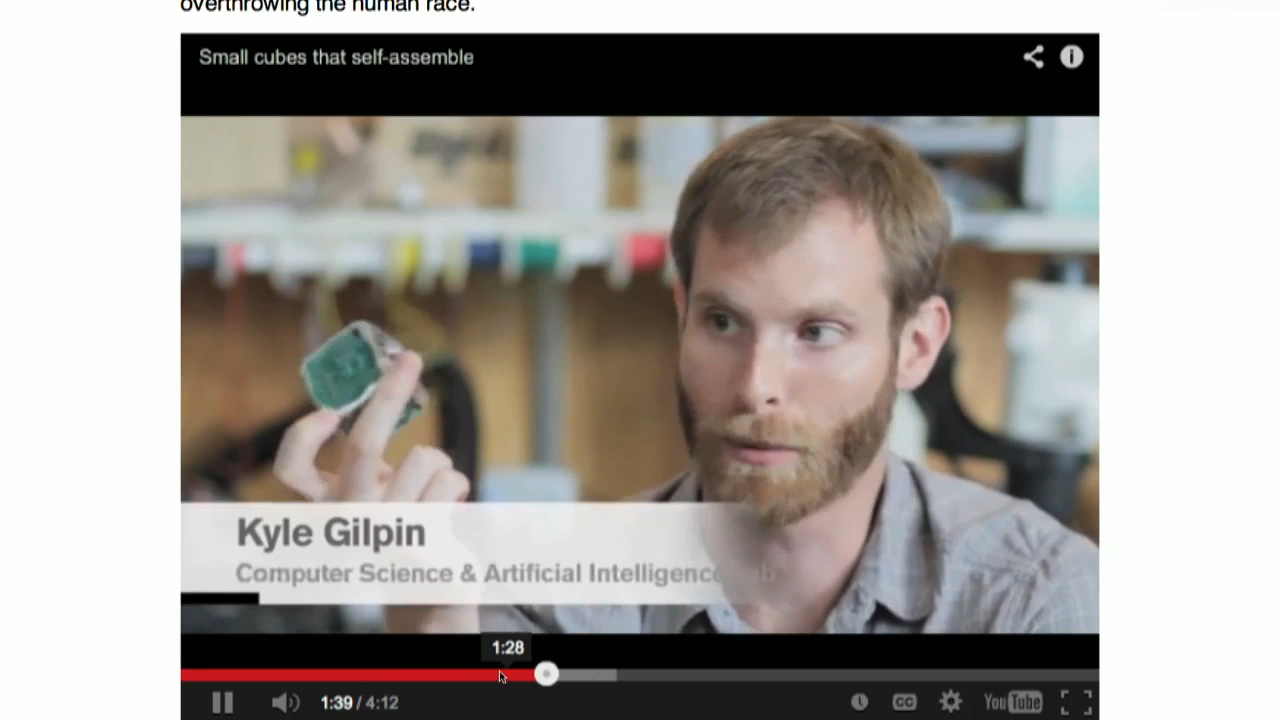 overthrowing the human race.
Small cubes that self-assemble
Kyle Gilpin
Computer Science & Artificial Intelligence
1:28
1:39 / 4:12
CC
YouTube